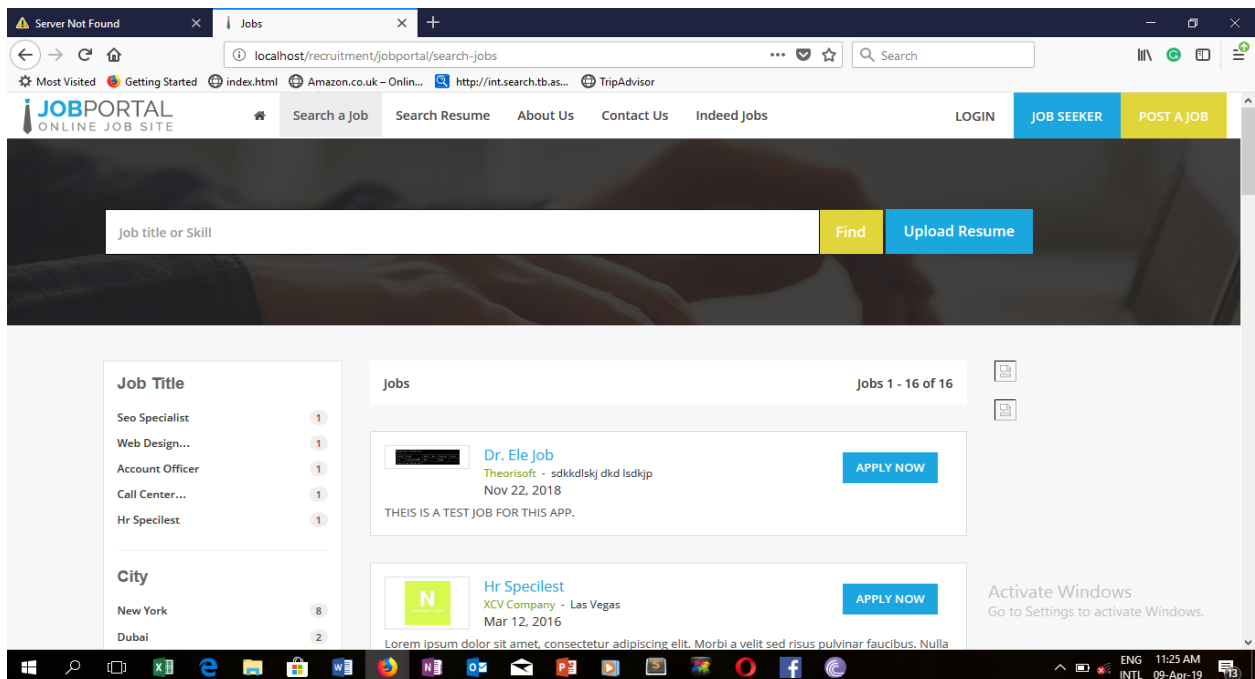 Server Not Found
Jobs
localhost/recruitment/jobportal/search-jobs
Search
Most Visited Getting Started index.html Amazon.co.uk – Onlin... http://int.search.tb.as... TripAdvisor
JOBPORTAL
ONLINE JOB SITE
Search a Job Search Resume About Us Contact Us Indeed Jobs LOGIN JOB SEEKER POST A JOB
Job title or Skill Find Upload Resume
Job Title
Seo Specialist 1
Web Design... 1
Account Officer 1
Call Center... 1
Hr Specilest 1
City
New York 8
Dubai 2
Jobs Jobs 1 - 16 of 16
Dr. Ele Job
Theorisoft - sdkkdlskj dkd lsdkjp
Nov 22, 2018
APPLY NOW
THEIS IS A TEST JOB FOR THIS APP.
N
Hr Specilest
XCV Company - Las Vegas
Mar 12, 2016
APPLY NOW
Lorem ipsum dolor sit amet, consectetur adipiscing elit. Morbi a velit sed risus pulvinar faucibus. Nulla
Activate Windows
Go to Settings to activate Windows.
ENG 11:25 AM
INTL 09-Apr-19
13